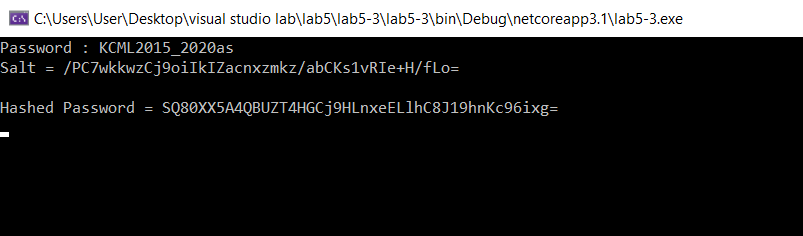 C:\Users\User\Desktop\visual studio lab\lab5\lab5-3\lab5-3\bin\Debug\netcoreapp3.1\lab5-3.exe
Password : KCML2015_2020as
Salt = /PC7wkkwzCj9oiIkIZacnxzmkz/abCKs1vRIe+H/fLo=
Hashed Password = SQ80XX5A4QBUZT4HGCj9HLnxeELlhC8J19hnKc96ixg=